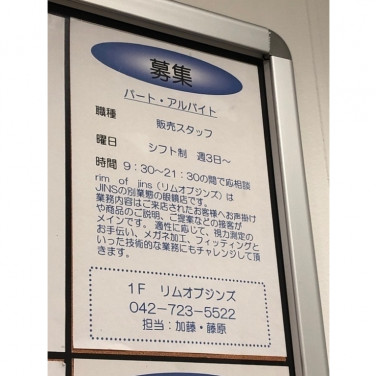 募集
パート・アルバイト
職種 販売スタッフ
曜日 シフト制 週3日～
時間 9：30～21：30の間で応相談
rim of jins（リムオブジンズ）は
JINSの別業態の眼鏡店です。
業務内容はご来店されたお客様へお声掛け
や商品のご説明、ご提案などの接客が
メインです。適性に応じて、視力測定の
お手伝い、メガネ加工、フィッティングと
いった技術的な業務にもチャレンジして頂
きます。
1F リムオブジンズ
042-723-5522
担当：加藤・藤原